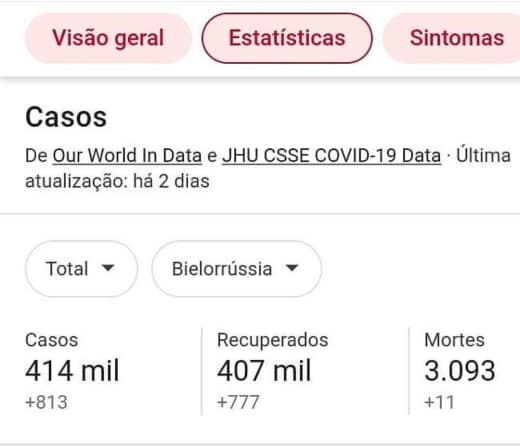 Visão geral Estatísticas Sintomas
Casos
De Our World In Data e JHU CSSE COVID-19 Data · Última
atualização: há 2 dias
Total Bielorrússia
Casos Recuperados Mortes
414 mil 407 mil 3.093
+813 +777 +11